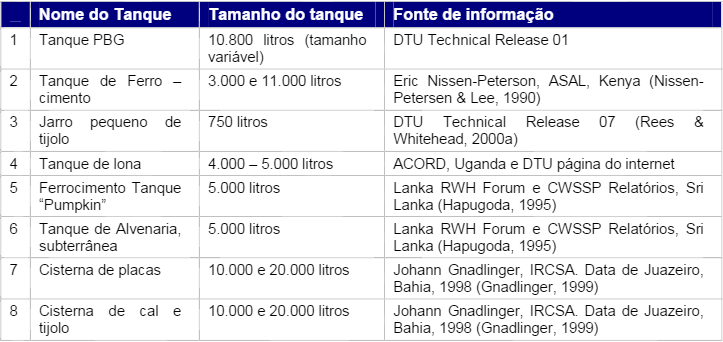 Nome do Tanque Tamanho do tanque Fonte de informação
1 Tanque PBG 10.800 litros (tamanho DTU Technical Release 01
variável)
2 Tanque de Ferro – 3.000 e 11.000 litros Eric Nissen-Peterson, ASAL, Kenya (Nissen-
cimento Petersen & Lee, 1990)
3 Jarro pequeno de 750 litros DTU Technical Release 07 (Rees &
tijolo Whitehead, 2000a)
4 Tanque de lona 4.000 – 5.000 litros ACORD, Uganda e DTU página do internet
5 Ferrocimento Tanque 5.000 litros Lanka RWH Forum e CWSSP Relatórios, Sri
“Pumpkin” Lanka (Hapugoda, 1995)
6 Tanque de Alvenaria, 5.000 litros Lanka RWH Forum e CWSSP Relatórios, Sri
subterrânea Lanka (Hapugoda, 1995)
7 Cisterna de placas 10.000 e 20.000 litros Johann Gnadlinger, IRCSA. Data de Juazeiro,
Bahia, 1998 (Gnadlinger, 1999)
8 Cisterna de cal e 10.000 e 20.000 litros Johann Gnadlinger, IRCSA. Data de Juazeiro,
tijolo Bahia, 1998 (Gnadlinger, 1999)